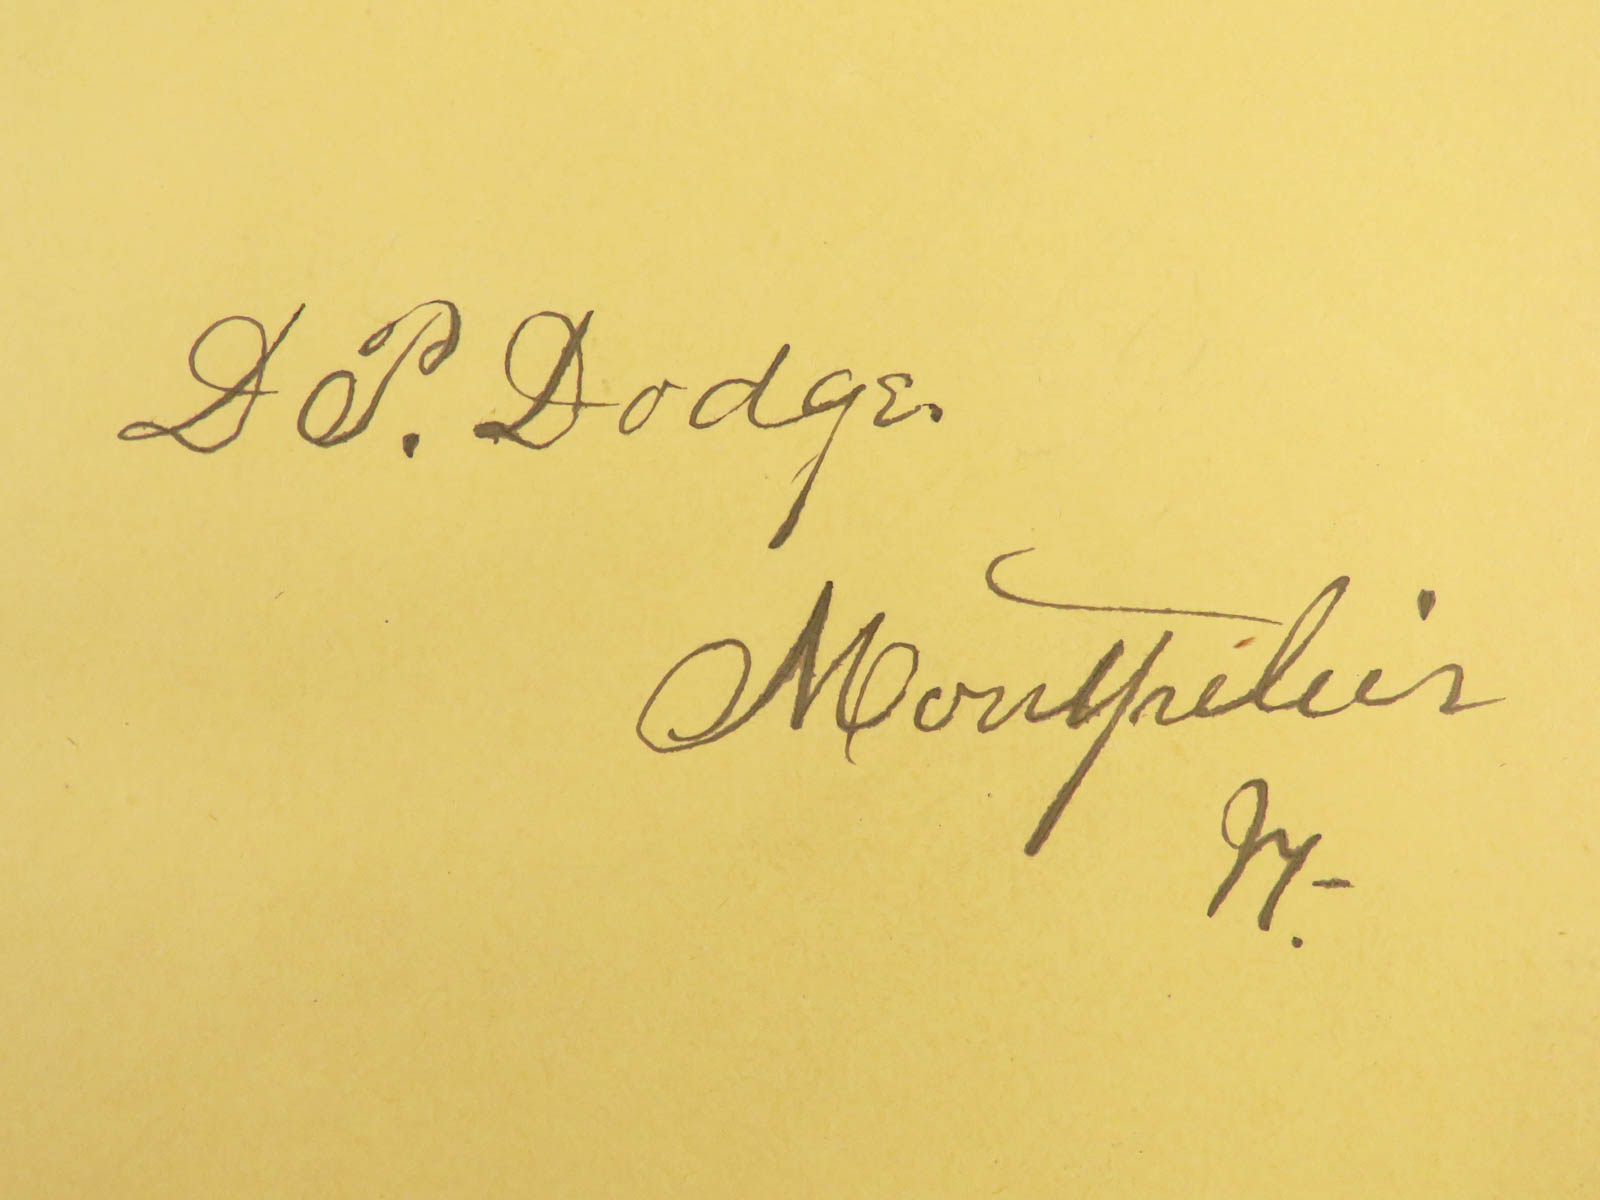 D P. Dodge.
Montpelier
Vt.